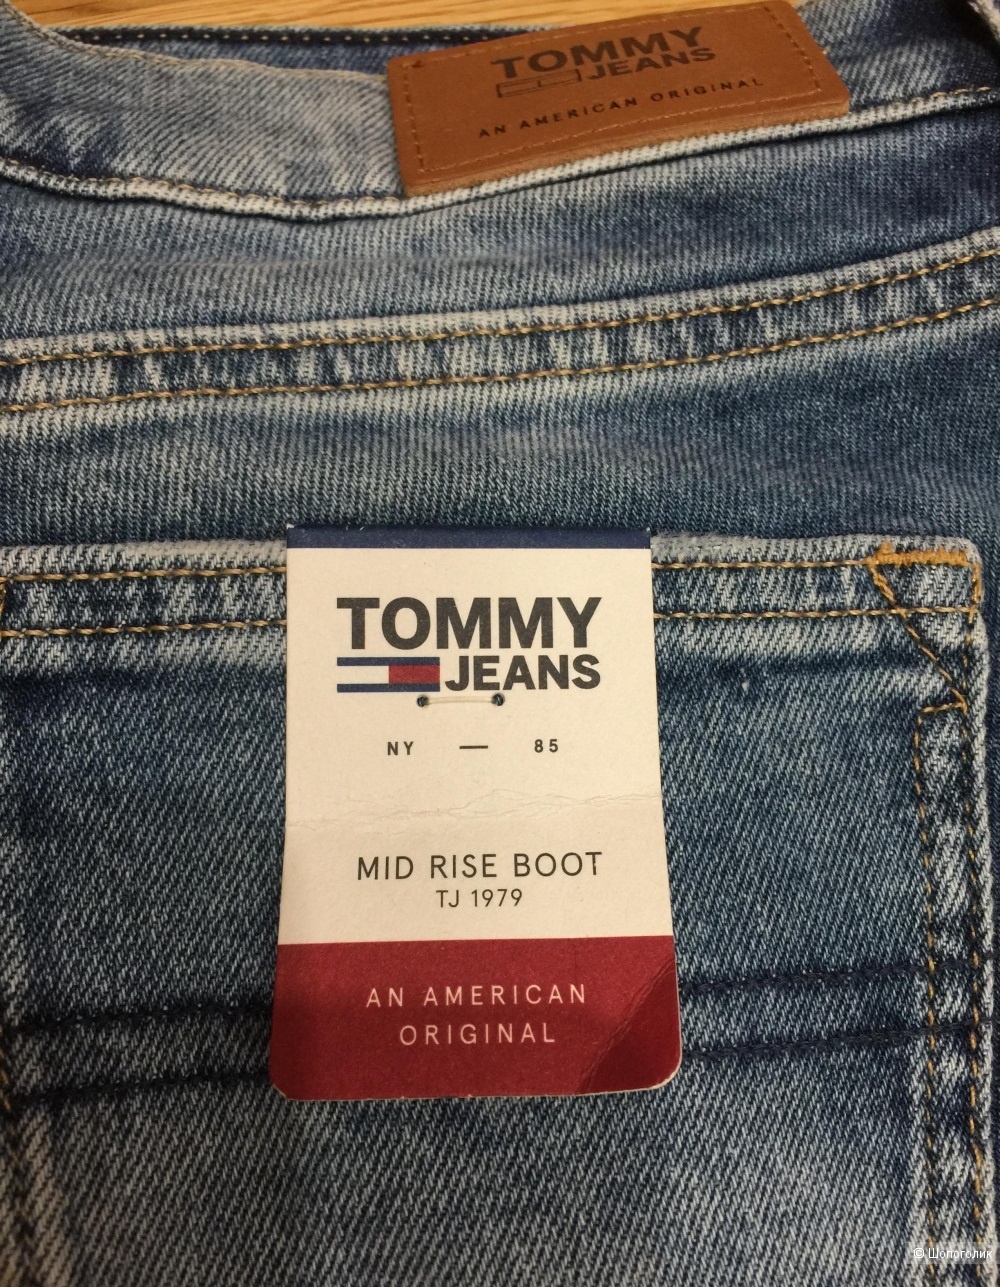 TOMMY
JEANS
AN AMERICAN ORIGINAL
TOMMY
JEANS
NY — 85
MID RISE BOOT
TJ 1979
AN AMERICAN
ORIGINAL
© Шопоголик